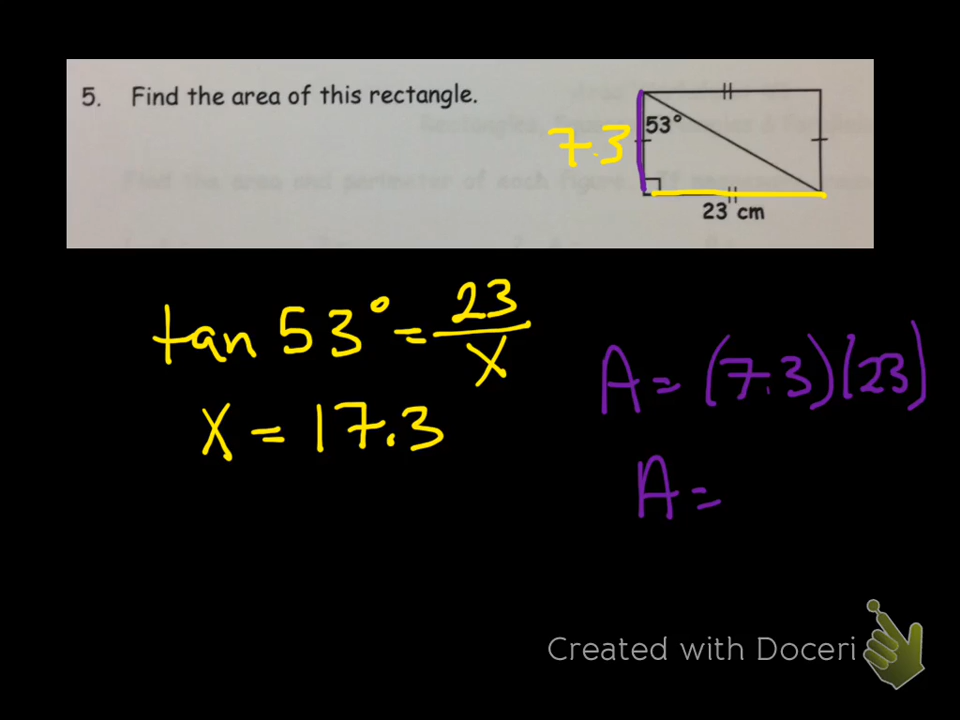 5. Find the area of this rectangle.
53°
7.3
23 cm
tan 53° = 23/x
x = 17.3
A = (7.3)(23)
A =
Created with Doceri